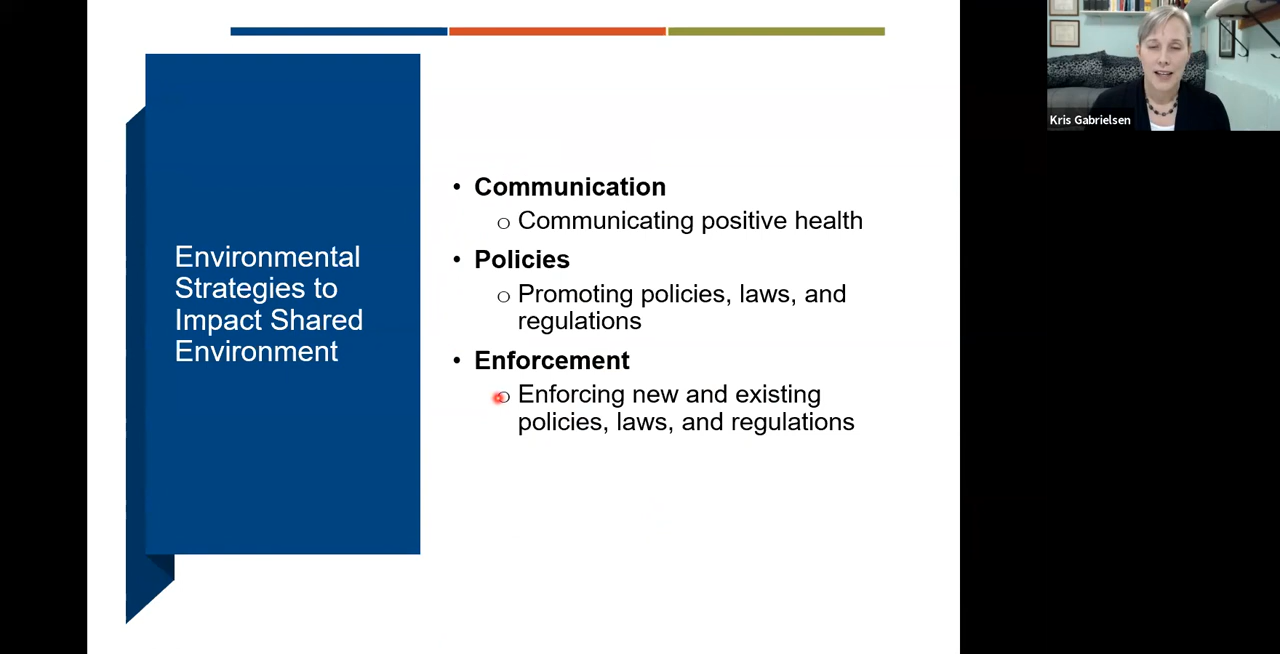 Environmental
Strategies to
Impact Shared
Environment
• Communication
o Communicating positive health
• Policies
o Promoting policies, laws, and
regulations
• Enforcement
o Enforcing new and existing
policies, laws, and regulations
Kris Gabrielsen